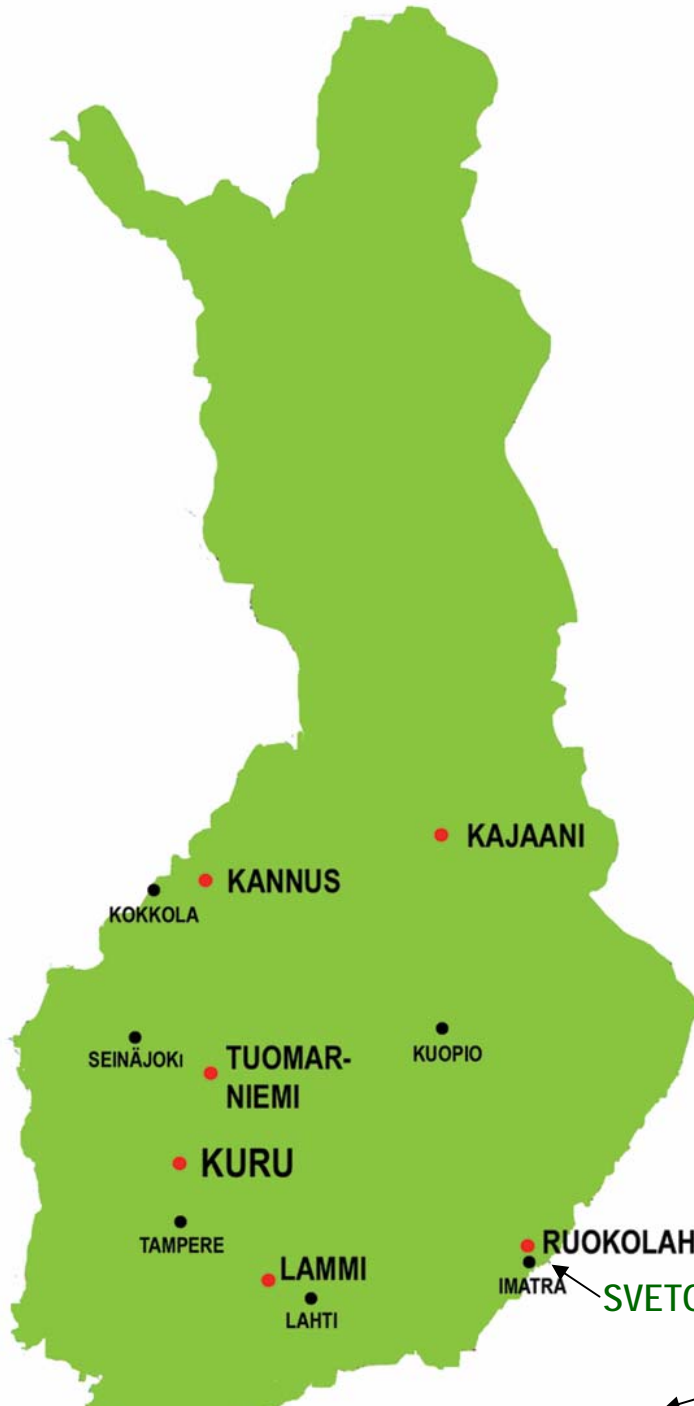 KAJAANI
KANNUS
KOKKOLA
SEINÄJOKI
KUOPIO
TUOMAR-
NIEMI
KURU
TAMPERE
RUOKOLAH
LAMMI
IMATRA
LAHTI
SVETO